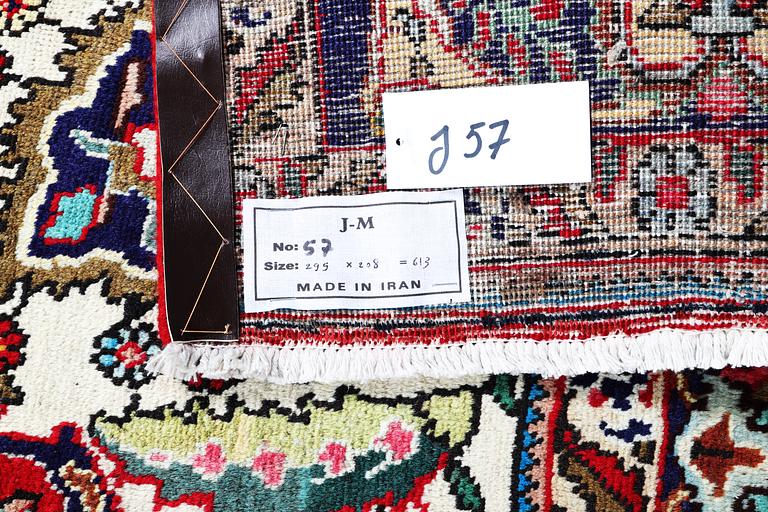 J 57
J-M
No: 57
Size: 295 x 208 = 613
MADE IN IRAN